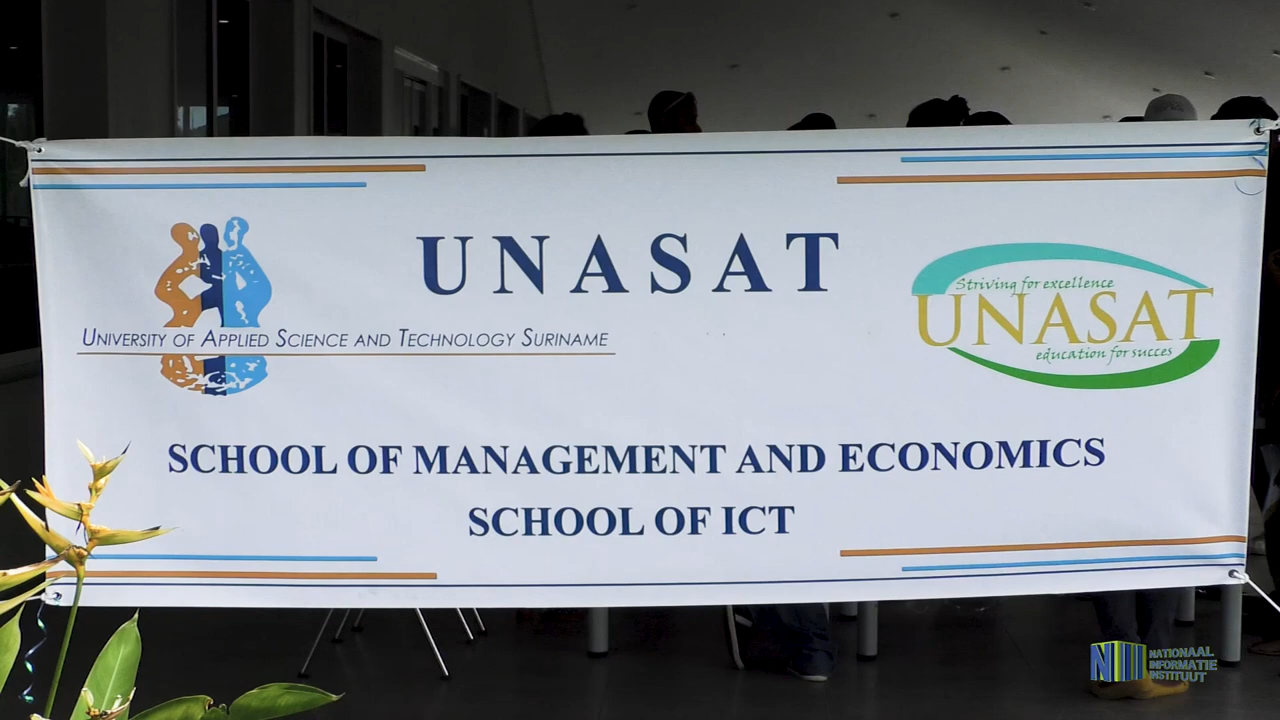 UNASAT
UNIVERSITY OF APPLIED SCIENCE AND TECHNOLOGY SURINAME
Striving for excellence
UNASAT
education for succes
SCHOOL OF MANAGEMENT AND ECONOMICS
SCHOOL OF ICT
NII
NATIONAAL
INFORMATIE
INSTITUUT